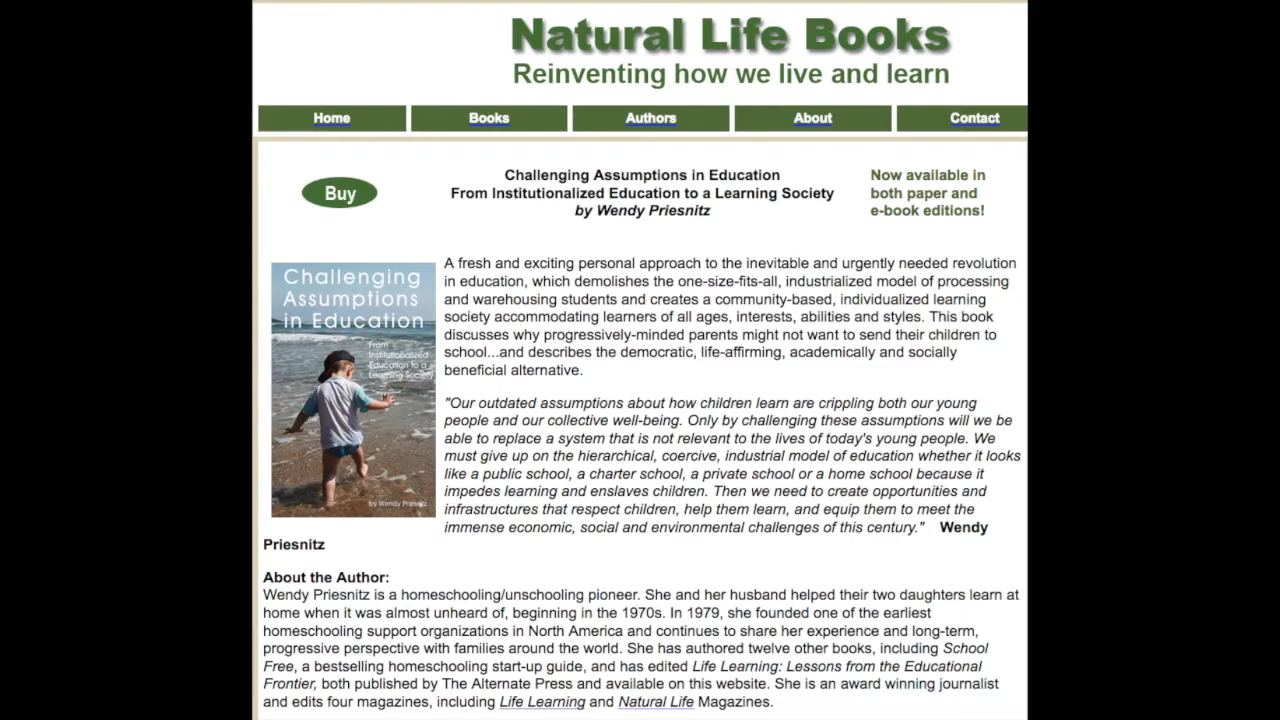 Natural Life Books
Reinventing how we live and learn
Home
Books
Authors
About
Contact
Buy
Challenging Assumptions in Education
From Institutionalized Education to a Learning Society
by Wendy Priesnitz
Now available in
both paper and
e-book editions!
Challenging
Assumptions
in Education
From
Institutionalized
Education to a
Learning Society
by Wendy Priesnitz
A fresh and exciting personal approach to the inevitable and urgently needed revolution
in education, which demolishes the one-size-fits-all, industrialized model of processing
and warehousing students and creates a community-based, individualized learning
society accommodating learners of all ages, interests, abilities and styles. This book
discusses why progressively-minded parents might not want to send their children to
school...and describes the democratic, life-affirming, academically and socially
beneficial alternative.
"Our outdated assumptions about how children learn are crippling both our young
people and our collective well-being. Only by challenging these assumptions will we be
able to replace a system that is not relevant to the lives of today's young people. We
must give up on the hierarchical, coercive, industrial model of education whether it looks
like a public school, a charter school, a private school or a home school because it
impedes learning and enslaves children. Then we need to create opportunities and
infrastructures that respect children, help them learn, and equip them to meet the
immense economic, social and environmental challenges of this century." Wendy
Priesnitz
About the Author:
Wendy Priesnitz is a homeschooling/unschooling pioneer. She and her husband helped their two daughters learn at
home when it was almost unheard of, beginning in the 1970s. In 1979, she founded one of the earliest
homeschooling support organizations in North America and continues to share her experience and long-term,
progressive perspective with families around the world. She has authored twelve other books, including School
Free, a bestselling homeschooling start-up guide, and has edited Life Learning: Lessons from the Educational
Frontier, both published by The Alternate Press and available on this website. She is an award winning journalist
and edits four magazines, including Life Learning and Natural Life Magazines.